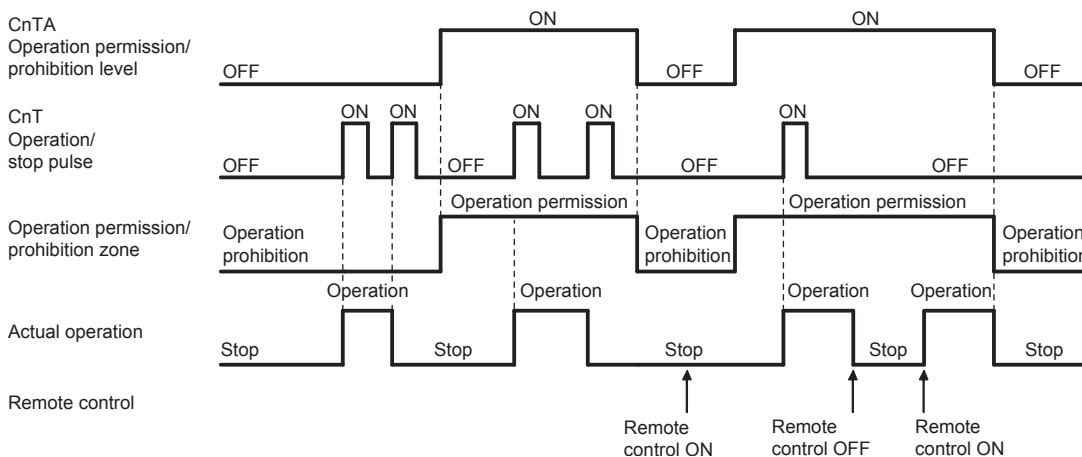 CnTA
Operation permission/
prohibition level
ON
ON
OFF
OFF
OFF
CnT
Operation/
stop pulse
ON
ON
ON
ON
ON
OFF
OFF
OFF
OFF
Operation permission/
prohibition zone
Operation permission
Operation permission
Operation
prohibition
Operation
prohibition
Operation
prohibition
Actual operation
Operation
Operation
Operation
Operation
Stop
Stop
Stop
Stop
Stop
Remote control
Remote
control ON
Remote
control OFF
Remote
control ON